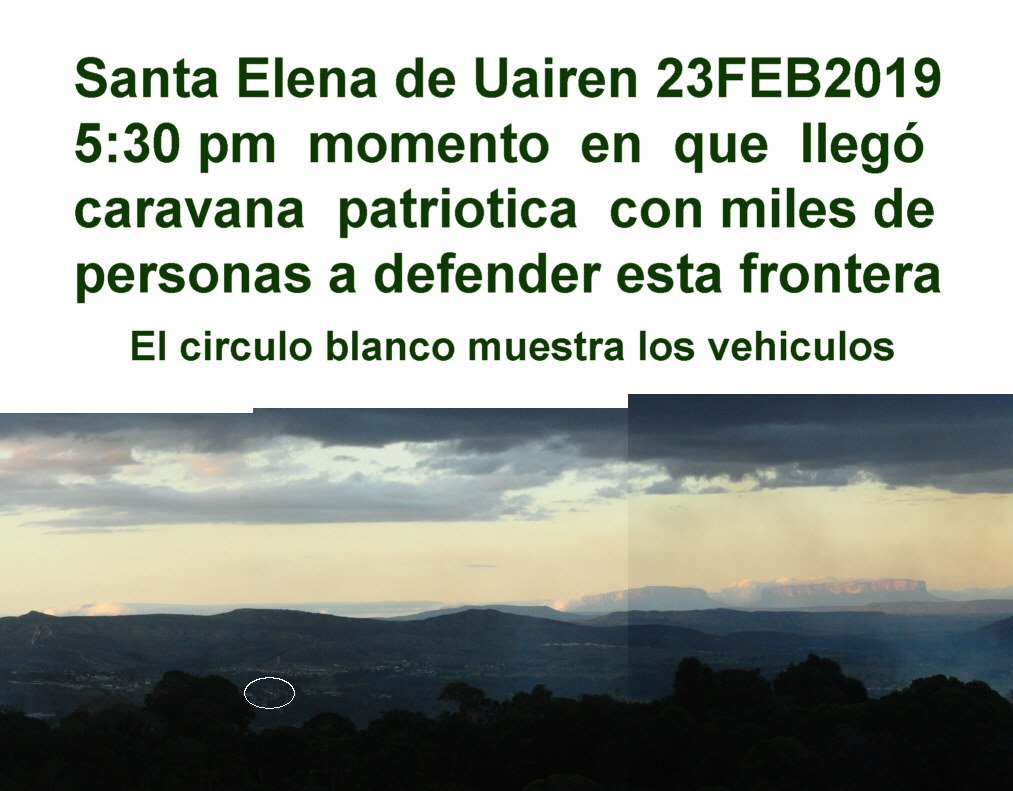 Santa Elena de Uairen 23FEB2019
5:30 pm momento en que llegó
caravana patriotica con miles de
personas a defender esta frontera
El circulo blanco muestra los vehiculos